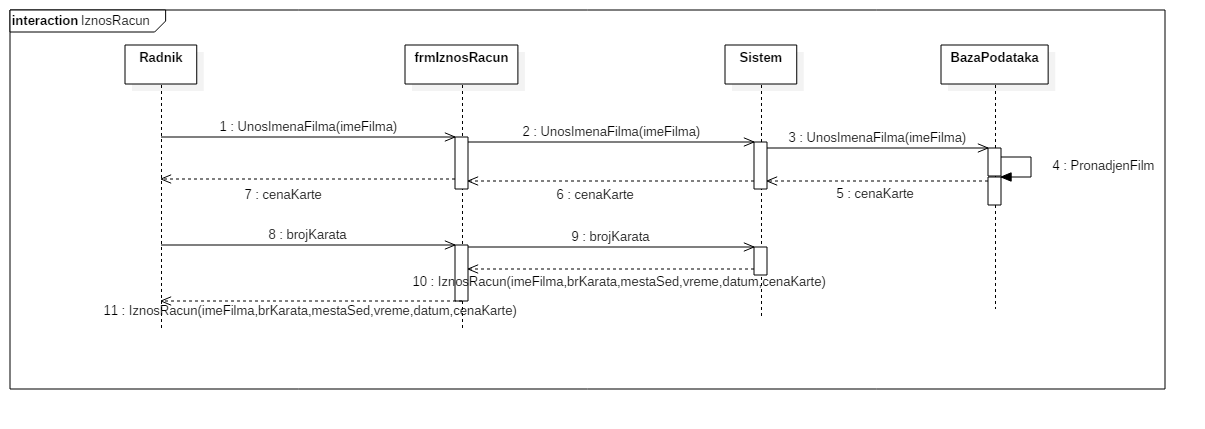 interaction IznosRacun
Radnik
frmIznosRacun
Sistem
BazaPodataka
1 : UnosImenaFilma(imeFilma)
2 : UnosImenaFilma(imeFilma)
3 : UnosImenaFilma(imeFilma)
4 : PronadjenFilm
5 : cenaKarte
6 : cenaKarte
7 : cenaKarte
8 : brojKarata
9 : brojKarata
10 : IznosRacun(imeFilma,brKarata,mestaSed,vreme,datum,cenaKarte)
11 : IznosRacun(imeFilma,brKarata,mestaSed,vreme,datum,cenaKarte)